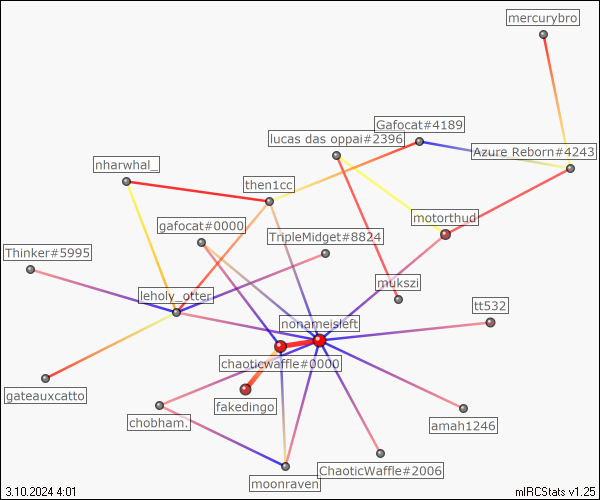 mercurybro
Gafocat#4189
lucas das oppai#2396
Azure Reborn#4243
nharwhal_
then1cc
motorthud
gafocat#0000
TripleMidget#8824
Thinker#5995
mukszi
leholy_otter
tt532
nonameisleft
chaoticwaffle#0000
gateauxcatto
fakedingo
chobham.
amah1246
ChaoticWaffle#2006
moonraven
3.10.2024 4:01
mIRCStats v1.25